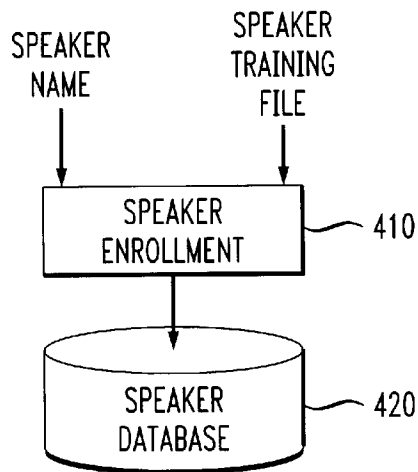 SPEAKER
NAME
SPEAKER
TRAINING
FILE
SPEAKER
ENROLLMENT
410
SPEAKER
DATABASE
420